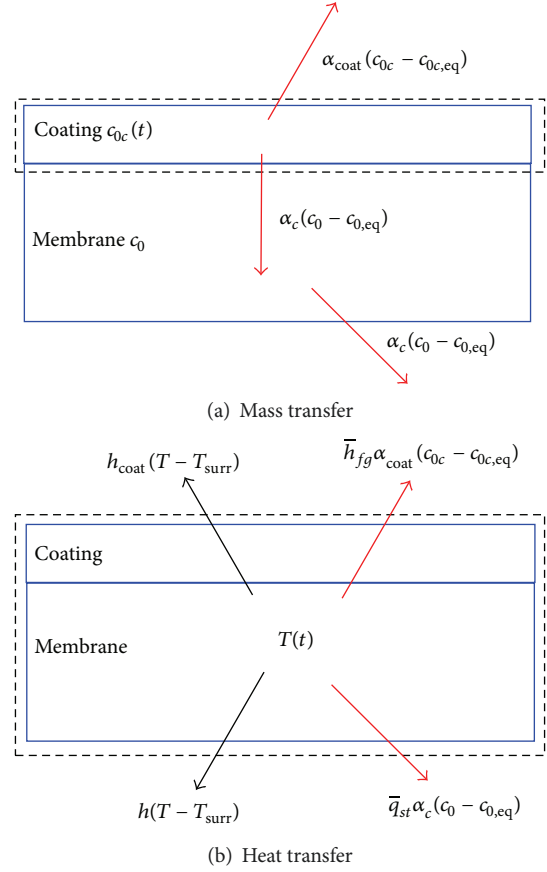 α_coat(c_0c − c_0c,eq)
Coating c_0c(t)
α_c(c_0 − c_0,eq)
Membrane c_0
α_c(c_0 − c_0,eq)
(a) Mass transfer
h_coat(T − T_surr)
h̅_fg α_coat(c_0c − c_0c,eq)
Coating
Membrane
T(t)
h(T − T_surr)
q̅_st α_c(c_0 − c_0,eq)
(b) Heat transfer